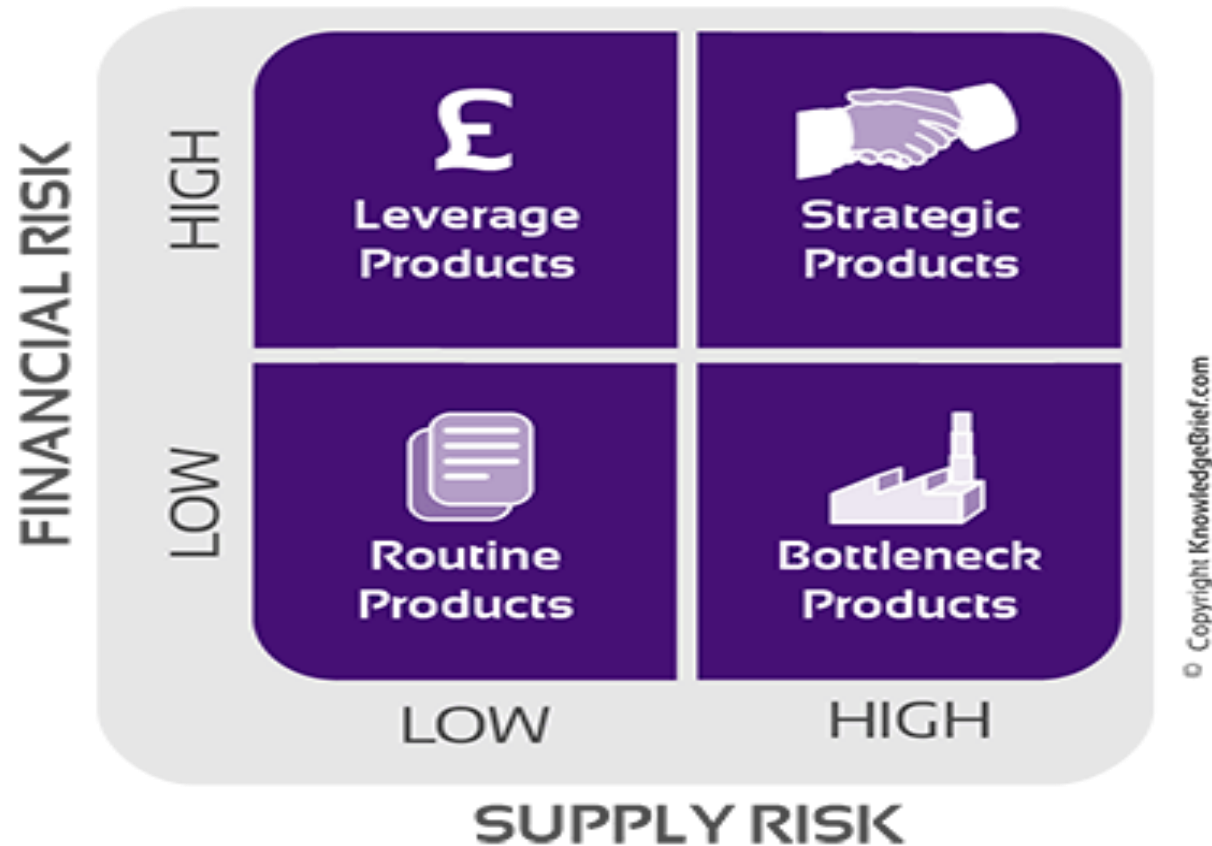 FINANCIAL RISK
HIGH
£
Leverage
Products
Strategic
Products
LOW
Routine
Products
Bottleneck
Products
LOW
HIGH
SUPPLY RISK
© Copyright KnowledgeBrief.com